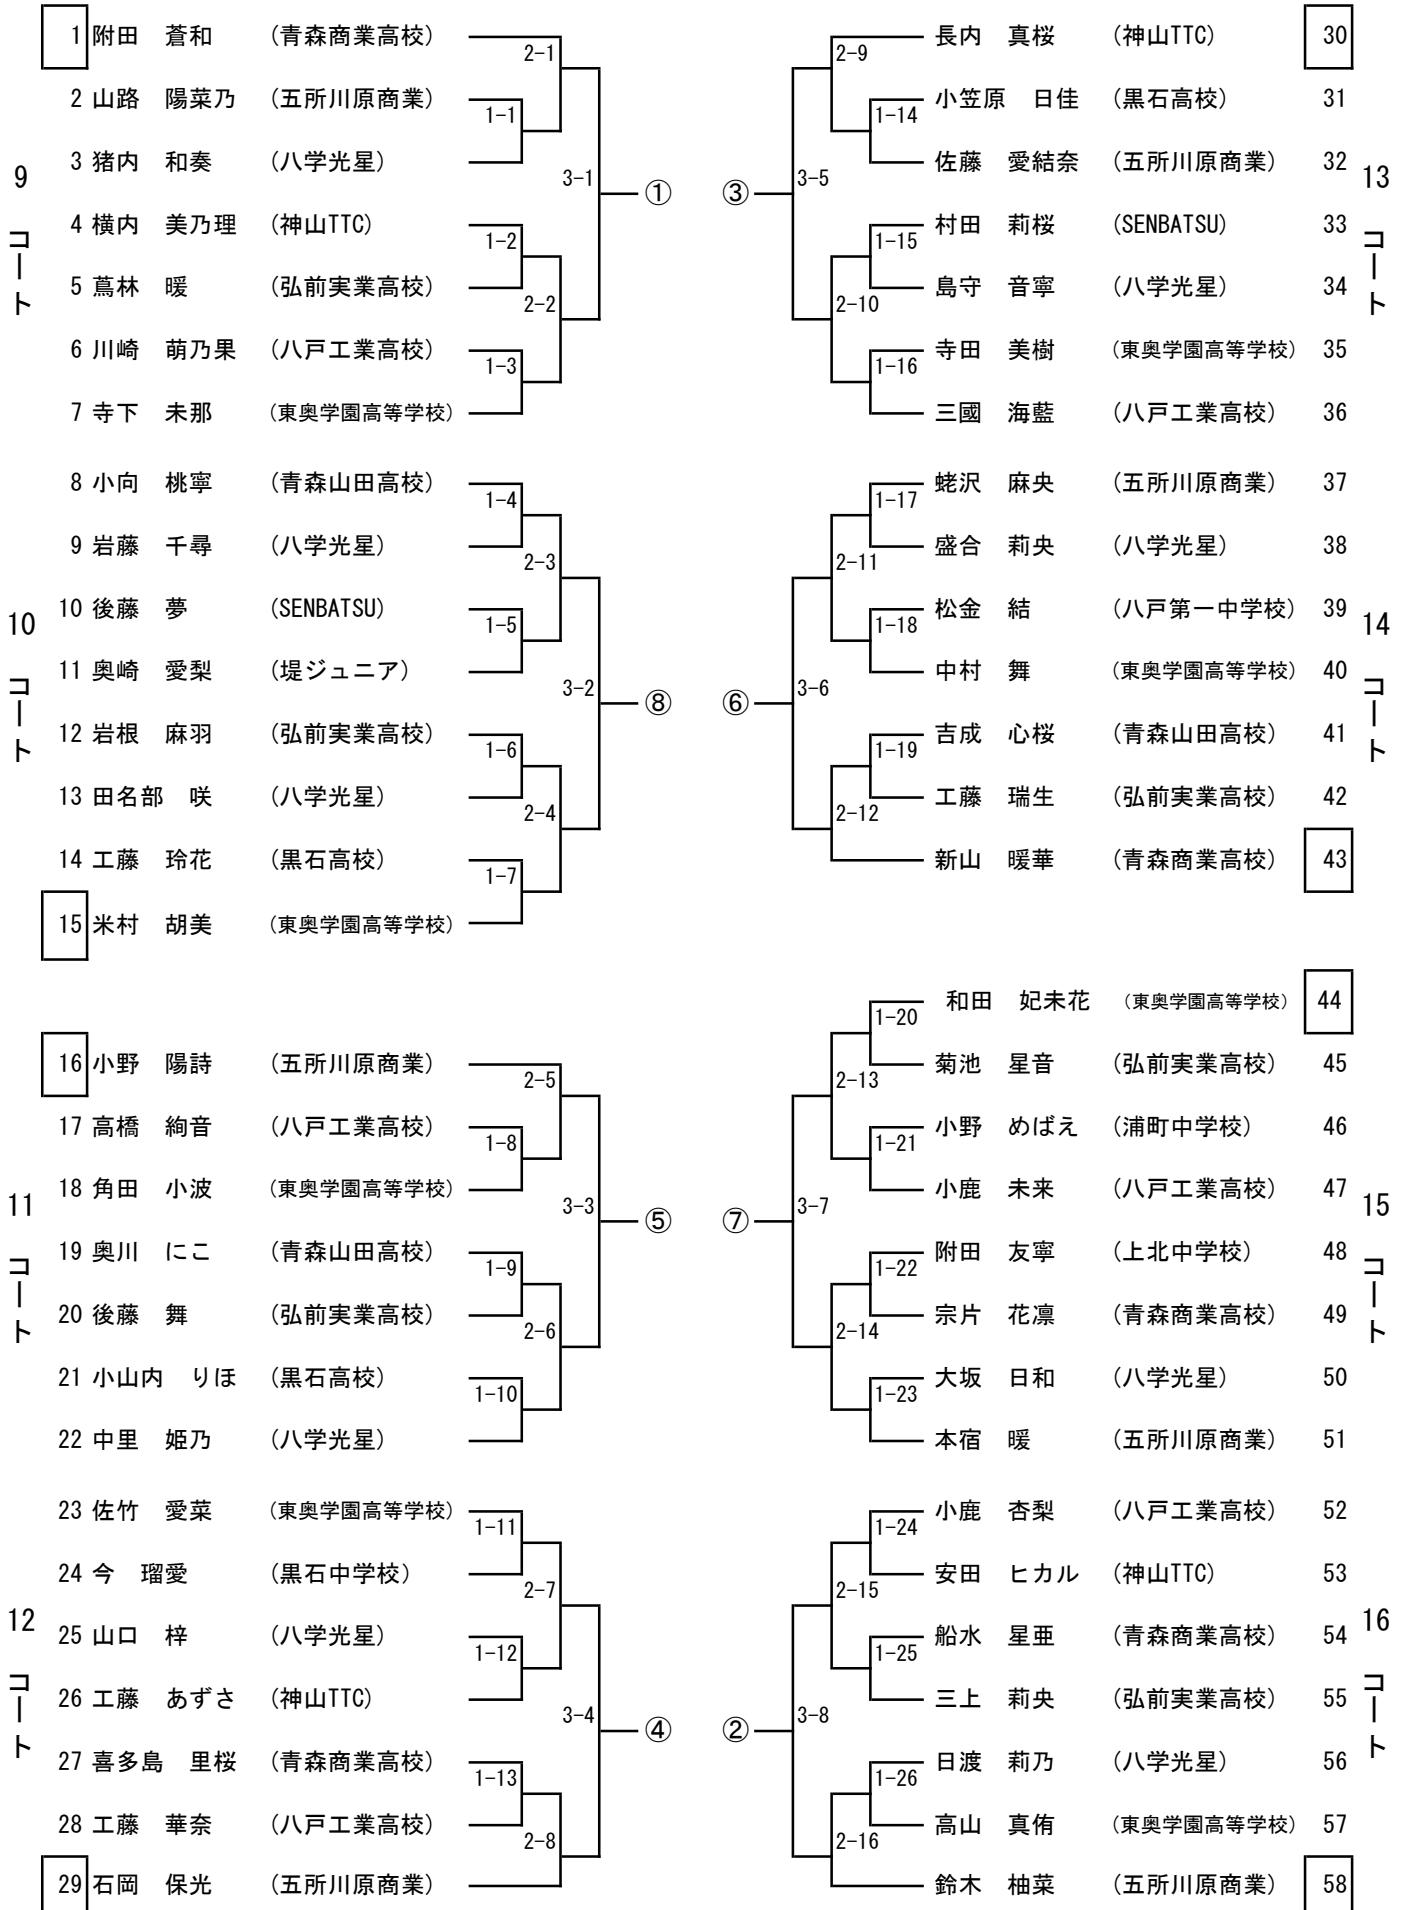 1 附田　蒼和 (青森商業高校)
2-1
2 山路　陽菜乃 (五所川原商業)
1-1
3 猪内　和奏 (八学光星)
9コート
3-1
①
4 横内　美乃理 (神山TTC)
1-2
5 蔦林　暖 (弘前実業高校)
2-2
6 川崎　萌乃果 (八戸工業高校)
1-3
7 寺下　未那 (東奥学園高等学校)
8 小向　桃寧 (青森山田高校)
1-4
9 岩藤　千尋 (八学光星)
2-3
10 後藤　夢 (SENBATSU)
1-5
10コート
11 奥崎　愛梨 (堤ジュニア)
3-2
⑧
12 岩根　麻羽 (弘前実業高校)
1-6
13 田名部　咲 (八学光星)
2-4
14 工藤　玲花 (黒石高校)
1-7
15 米村　胡美 (東奥学園高等学校)
16 小野　陽詩 (五所川原商業)
2-5
17 高橋　絢音 (八戸工業高校)
1-8
18 角田　小波 (東奥学園高等学校)
11コート
3-3
⑤
19 奥川　にこ (青森山田高校)
1-9
20 後藤　舞 (弘前実業高校)
2-6
21 小山内　りほ (黒石高校)
1-10
22 中里　姫乃 (八学光星)
23 佐竹　愛菜 (東奥学園高等学校)
1-11
24 今　瑠愛 (黒石中学校)
2-7
12コート
25 山口　梓 (八学光星)
1-12
26 工藤　あずさ (神山TTC)
3-4
④
27 喜多島　里桜 (青森商業高校)
1-13
28 工藤　華奈 (八戸工業高校)
2-8
29 石岡　保光 (五所川原商業)
長内　真桜 (神山TTC) 30
2-9
小笠原　日佳 (黒石高校) 31
1-14
佐藤　愛結奈 (五所川原商業) 32
13コート
3-5
③
村田　莉桜 (SENBATSU) 33
1-15
島守　音寧 (八学光星) 34
2-10
寺田　美樹 (東奥学園高等学校) 35
1-16
三國　海藍 (八戸工業高校) 36
蛯沢　麻央 (五所川原商業) 37
1-17
盛合　莉央 (八学光星) 38
2-11
松金　結 (八戸第一中学校) 39
1-18
14コート
中村　舞 (東奥学園高等学校) 40
3-6
⑥
吉成　心桜 (青森山田高校) 41
1-19
工藤　瑞生 (弘前実業高校) 42
2-12
新山　暖華 (青森商業高校) 43
和田　妃未花 (東奥学園高等学校) 44
1-20
菊池　星音 (弘前実業高校) 45
2-13
小野　めばえ (浦町中学校) 46
1-21
小鹿　未来 (八戸工業高校) 47
15コート
3-7
⑦
附田　友寧 (上北中学校) 48
1-22
宗片　花凛 (青森商業高校) 49
2-14
大坂　日和 (八学光星) 50
1-23
本宿　暖 (五所川原商業) 51
小鹿　杏梨 (八戸工業高校) 52
1-24
安田　ヒカル (神山TTC) 53
2-15
船水　星亜 (青森商業高校) 54
1-25
16コート
三上　莉央 (弘前実業高校) 55
3-8
②
日渡　莉乃 (八学光星) 56
1-26
高山　真侑 (東奥学園高等学校) 57
2-16
鈴木　柚菜 (五所川原商業) 58